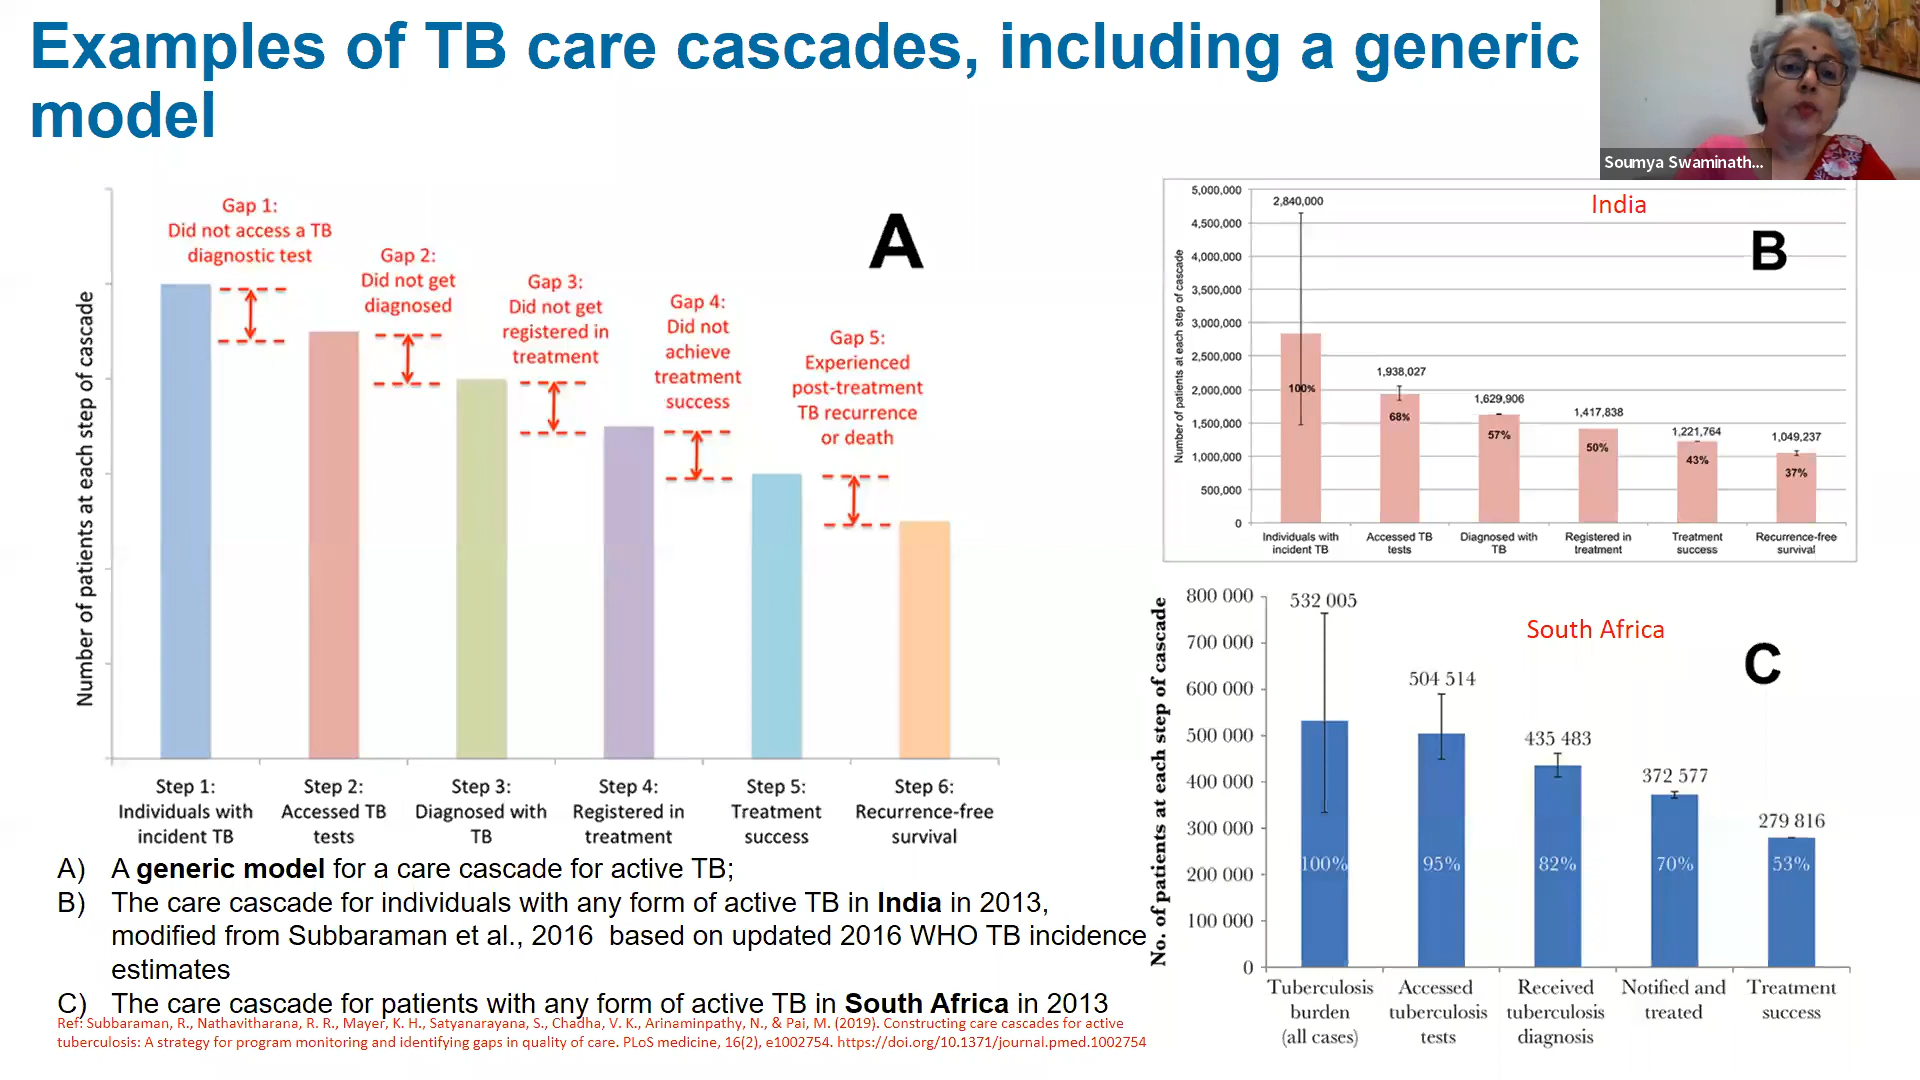 Examples of TB care cascades, including a generic
model
Soumya Swaminath...
A
Number of patients at each step of cascade
Gap 1:
Did not access a TB
diagnostic test
Gap 2:
Did not get
diagnosed
Gap 3:
Did not get
registered in
treatment
Gap 4:
Did not
achieve
treatment
success
Gap 5:
Experienced
post-treatment
TB recurrence
or death
Step 1:
Individuals with
incident TB
Step 2:
Accessed TB
tests
Step 3:
Diagnosed with
TB
Step 4:
Registered in
treatment
Step 5:
Treatment
success
Step 6:
Recurrence-free
survival
India
B
Number of patients at each step of cascade
5,000,000
4,500,000
4,000,000
3,500,000
3,000,000
2,500,000
2,000,000
1,500,000
1,000,000
500,000
0
2,840,000
1,938,027
1,629,906
1,417,838
1,221,764
1,049,237
100%
68%
57%
50%
43%
37%
Individuals with
incident TB
Accessed TB
tests
Diagnosed with
TB
Registered in
treatment
Treatment
success
Recurrence-free
survival
South Africa
C
No. of patients at each step of cascade
800 000
700 000
600 000
500 000
400 000
300 000
200 000
100 000
0
532 005
504 514
435 483
372 577
279 816
100%
95%
82%
70%
53%
Tuberculosis
burden
(all cases)
Accessed
tuberculosis
tests
Received
tuberculosis
diagnosis
Notified and
treated
Treatment
success
A) A generic model for a care cascade for active TB;
B) The care cascade for individuals with any form of active TB in India in 2013,
modified from Subbaraman et al., 2016 based on updated 2016 WHO TB incidence
estimates
C) The care cascade for patients with any form of active TB in South Africa in 2013
Ref: Subbaraman, R., Nathavitharana, R. R., Mayer, K. H., Satyanarayana, S., Chadha, V. K., Arinaminpathy, N., & Pai, M. (2019). Constructing care cascades for active
tuberculosis: A strategy for program monitoring and identifying gaps in quality of care. PLoS medicine, 16(2), e1002754. https://doi.org/10.1371/journal.pmed.1002754